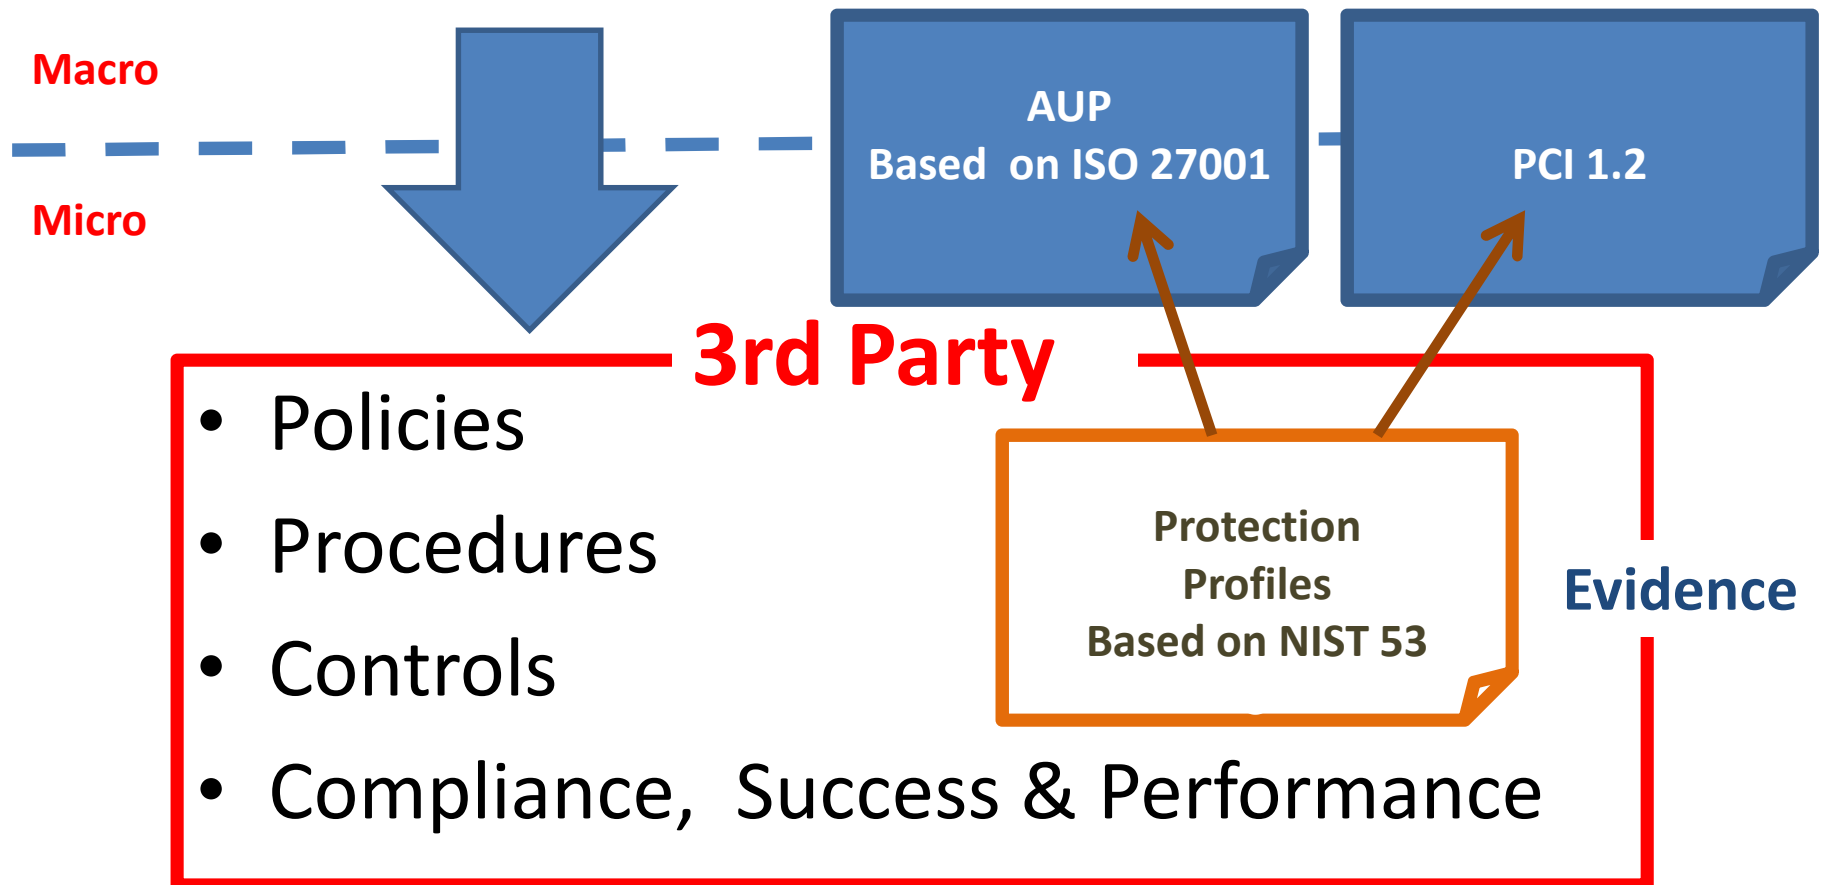 Macro
Micro
AUP
Based on ISO 27001
PCI 1.2
3rd Party
• Policies
• Procedures
• Controls
• Compliance, Success & Performance
Protection
Profiles
Based on NIST 53
Evidence